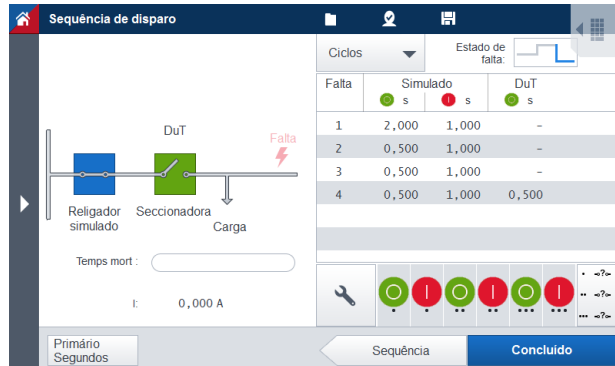 Sequência de disparo
Ciclos
Estado de
falta:
Falta Simulado DuT
s s s
1 2,000 1,000 –
2 0,500 1,000 –
3 0,500 1,000 –
4 0,500 1,000 0,500
DuT
Falta
Religador
simulado
Seccionadora
Carga
Temps mort :
I: 0,000 A
-o?o-
-o?o-
-o?o-
Primário
Segundos
Sequência
Concluído